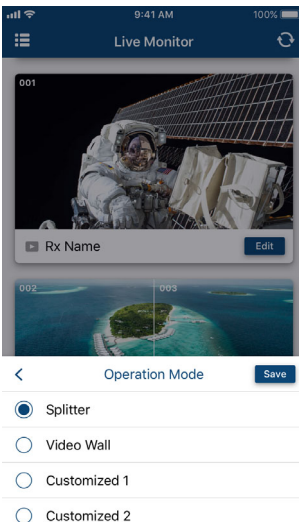 9:41 AM
100%
Live Monitor
001
Rx Name
Edit
002
003
Operation Mode
Save
Splitter
Video Wall
Customized 1
Customized 2